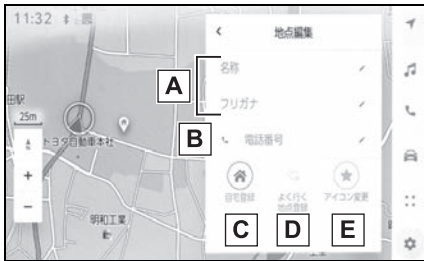 11:32
地点編集
名称
A
フリガナ
田駅
25m
B
電話番号
トヨタ自動車本社
自宅登録
よく行く
地点登録
アイコン変更
明和工業
C
D
E